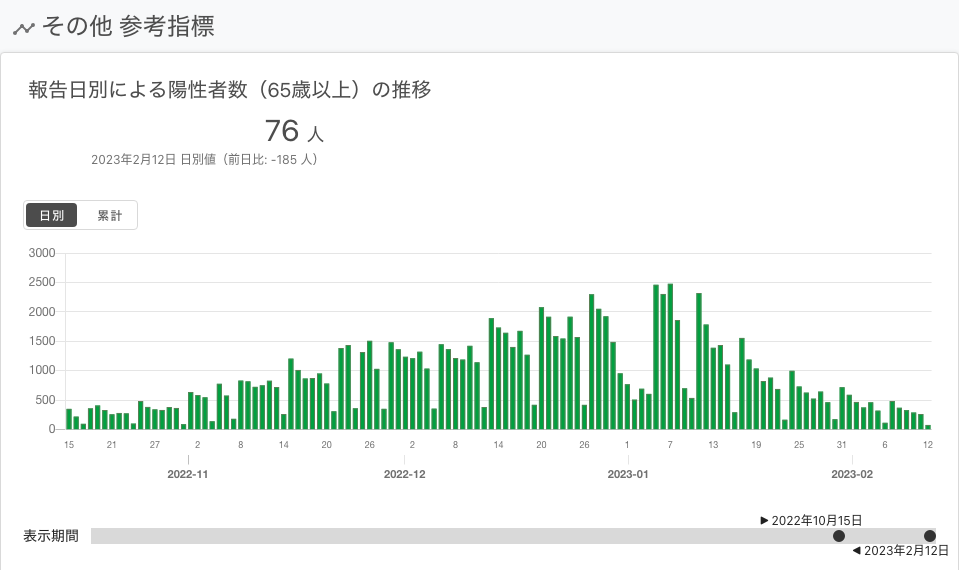 その他 参考指標
報告日別による陽性者数（65歳以上）の推移
76 人
2023年2月12日 日別値（前日比: -185 人）
日別 累計
3000
2500
2000
1500
1000
500
0
15 21 27 2 8 14 20 26 2 8 14 20 26 1 7 13 19 25 31 6 12
2022-11 2022-12 2023-01 2023-02
▶ 2022年10月15日
表示期間
◀ 2023年2月12日